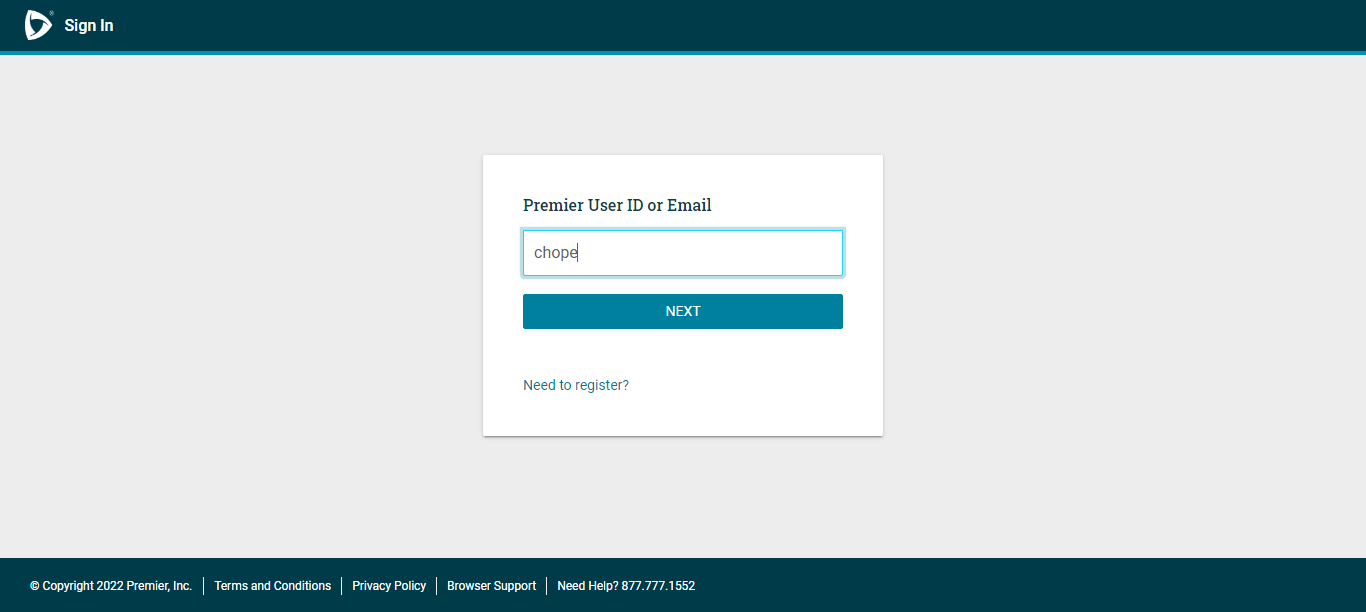 Sign In
Premier User ID or Email
chope
NEXT
Need to register?
© Copyright 2022 Premier, Inc. Terms and Conditions Privacy Policy Browser Support Need Help? 877.777.1552